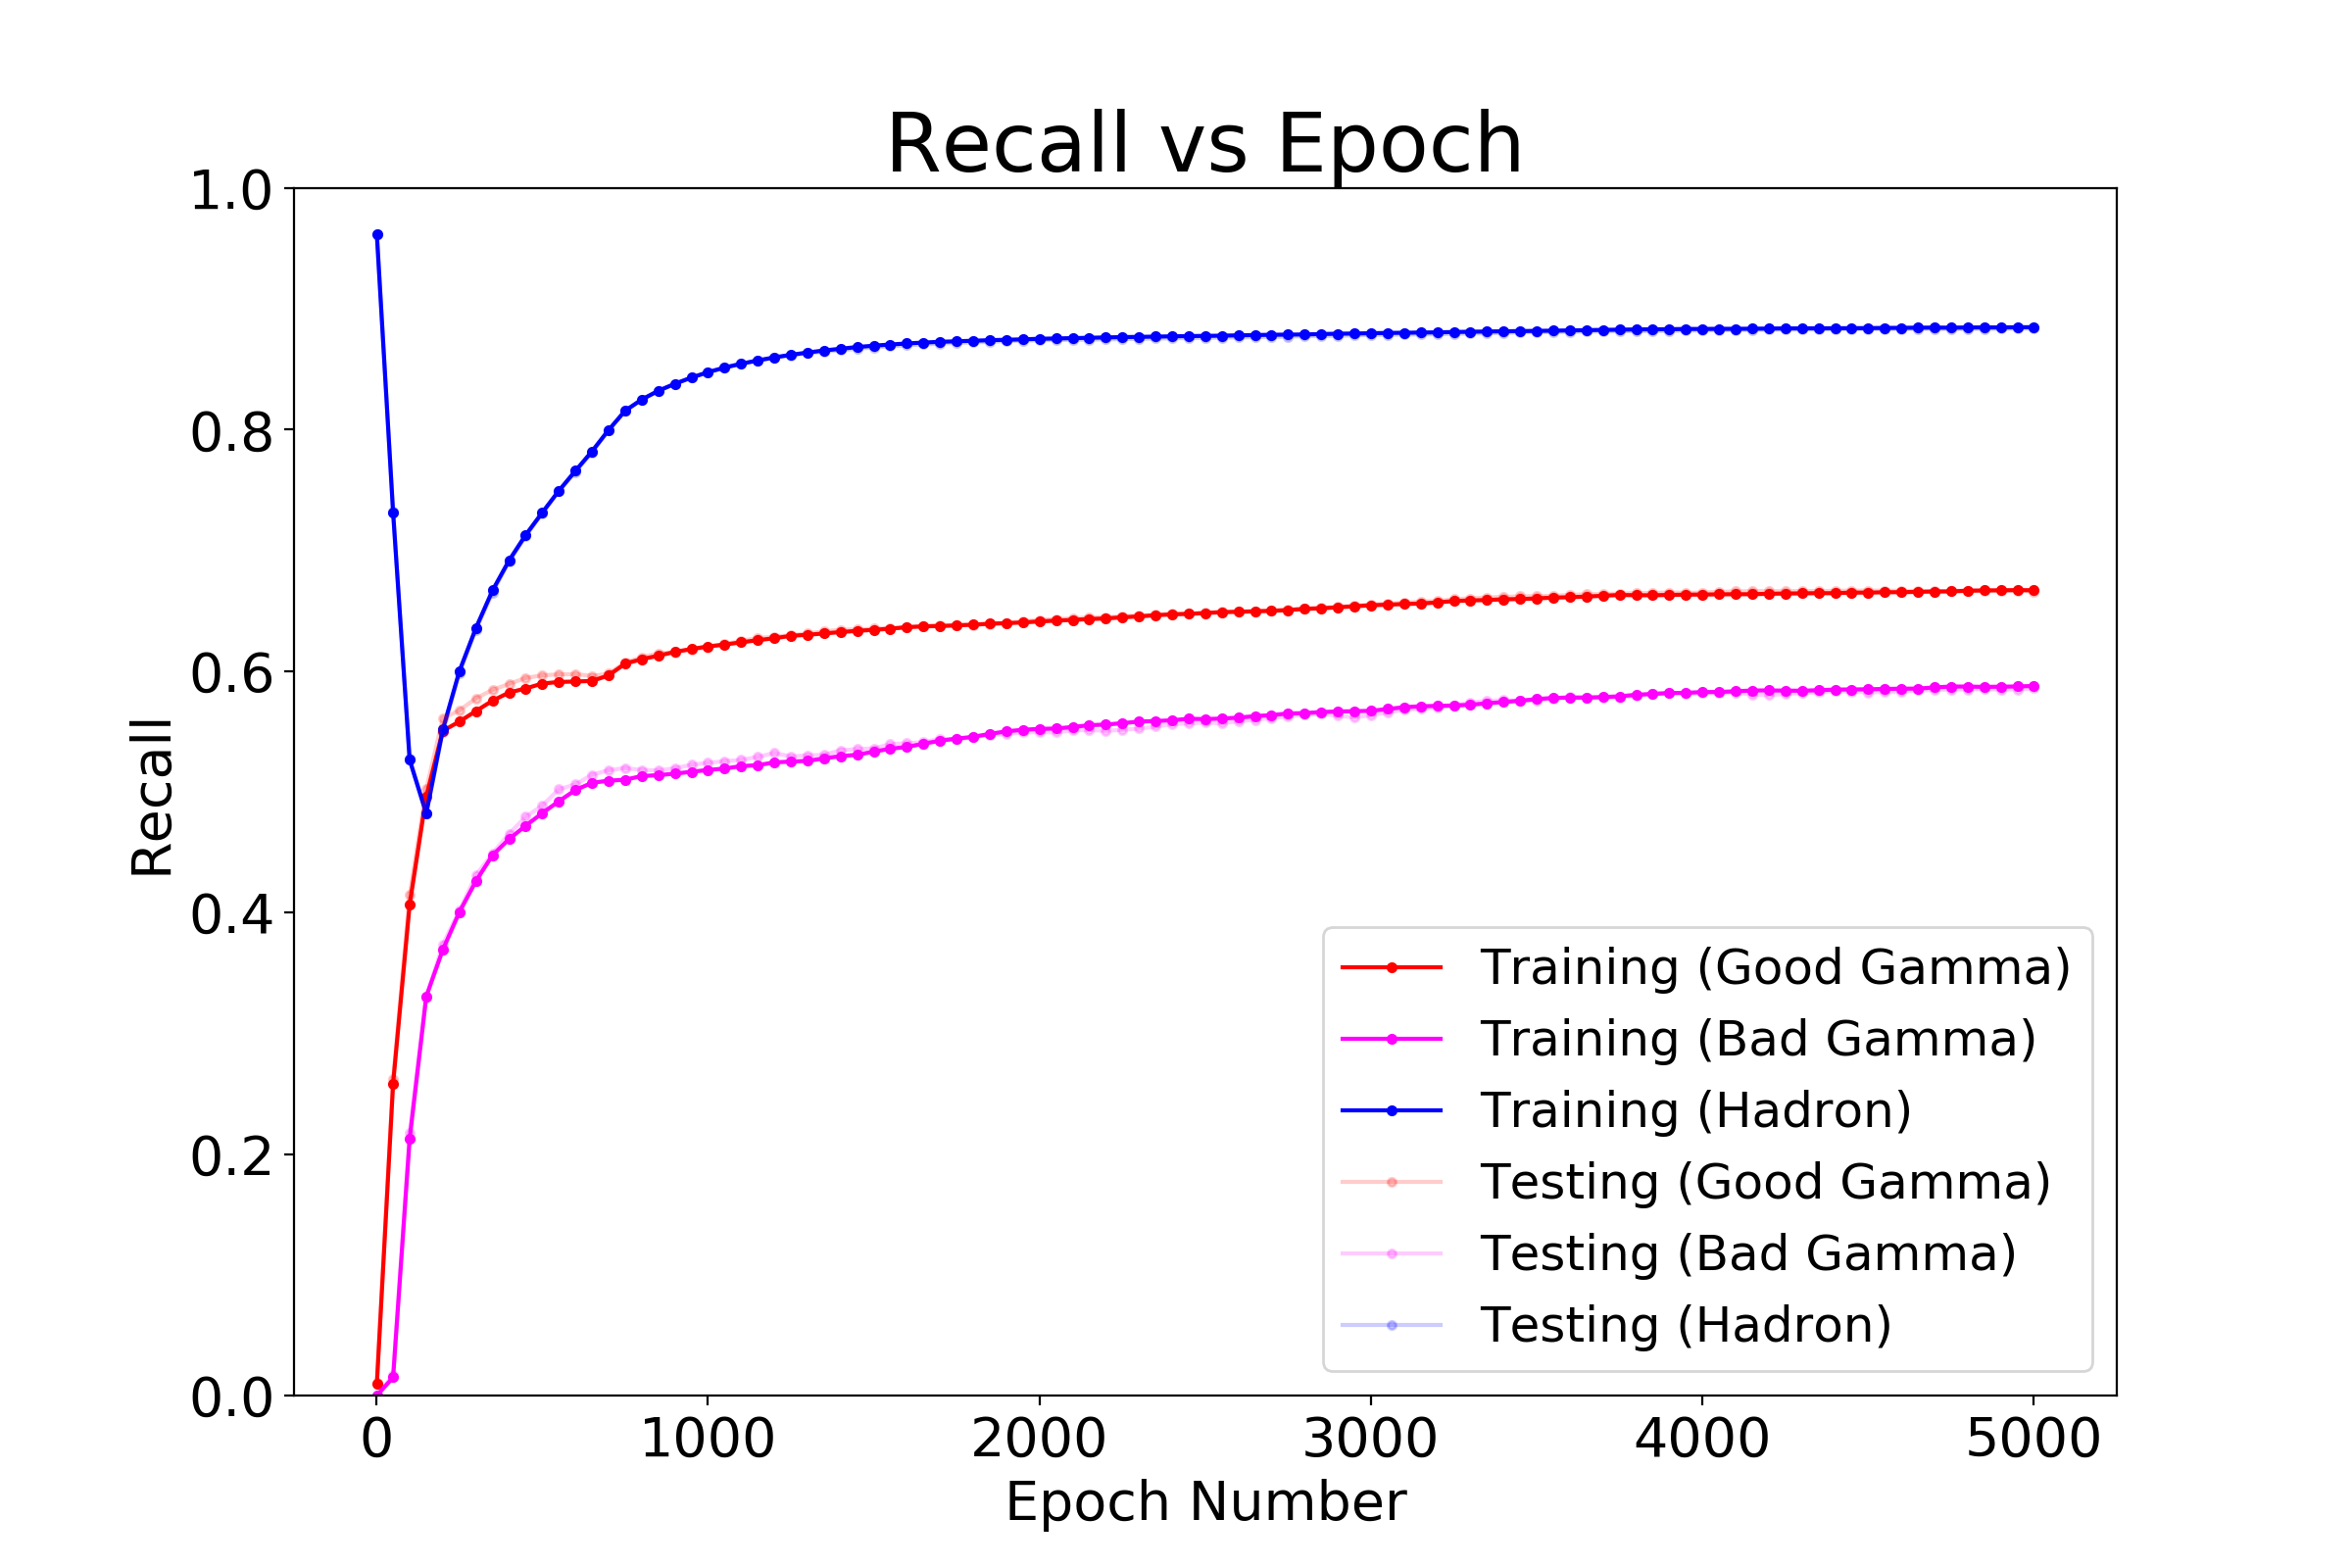 Recall vs Epoch
1.0
0.8
0.6
0.4
0.2
0.0
Recall
0 1000 2000 3000 4000 5000
Epoch Number
Training (Good Gamma)
Training (Bad Gamma)
Training (Hadron)
Testing (Good Gamma)
Testing (Bad Gamma)
Testing (Hadron)